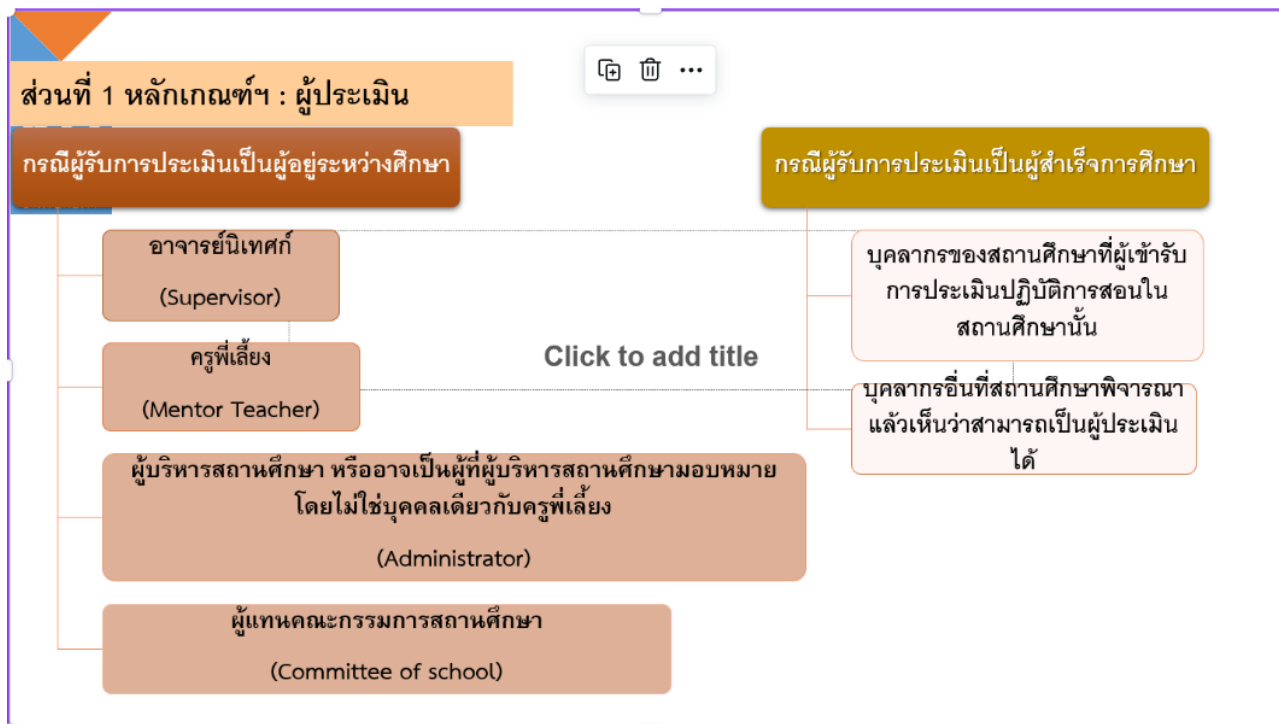 ส่วนที่ 1 หลักเกณฑ์ฯ : ผู้ประเมิน
กรณีผู้รับการประเมินเป็นผู้อยู่ระหว่างศึกษา
อาจารย์นิเทศก์
(Supervisor)
ครูพี่เลี้ยง
(Mentor Teacher)
ผู้บริหารสถานศึกษา หรืออาจเป็นผู้ที่ผู้บริหารสถานศึกษามอบหมาย
โดยไม่ใช่บุคคลเดียวกับครูพี่เลี้ยง
(Administrator)
ผู้แทนคณะกรรมการสถานศึกษา
(Committee of school)
Click to add title
กรณีผู้รับการประเมินเป็นผู้สำเร็จการศึกษา
บุคลากรของสถานศึกษาที่ผู้เข้ารับ
การประเมินปฏิบัติการสอนใน
สถานศึกษานั้น
บุคลากรอื่นที่สถานศึกษาพิจารณา
แล้วเห็นว่าสามารถเป็นผู้ประเมิน
ได้